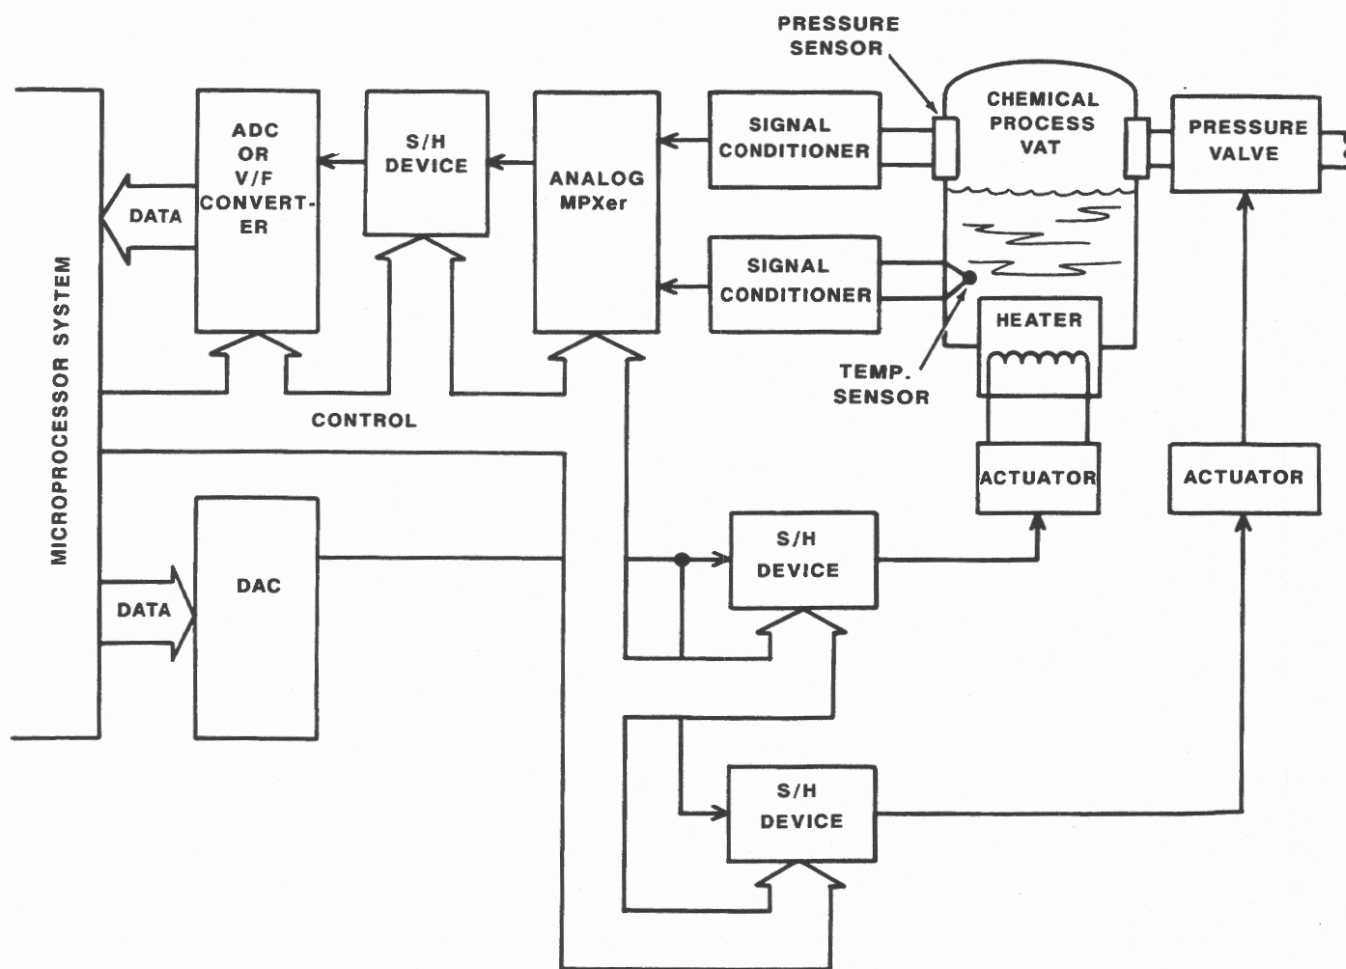 PRESSURE
SENSOR
ADC
OR
V/F
CONVERT-
ER
S/H
DEVICE
ANALOG
MPXer
SIGNAL
CONDITIONER
CHEMICAL
PROCESS
VAT
PRESSURE
VALVE
DATA
SIGNAL
CONDITIONER
HEATER
TEMP.
SENSOR
CONTROL
MICROPROCESSOR SYSTEM
ACTUATOR
ACTUATOR
DAC
DATA
S/H
DEVICE
S/H
DEVICE